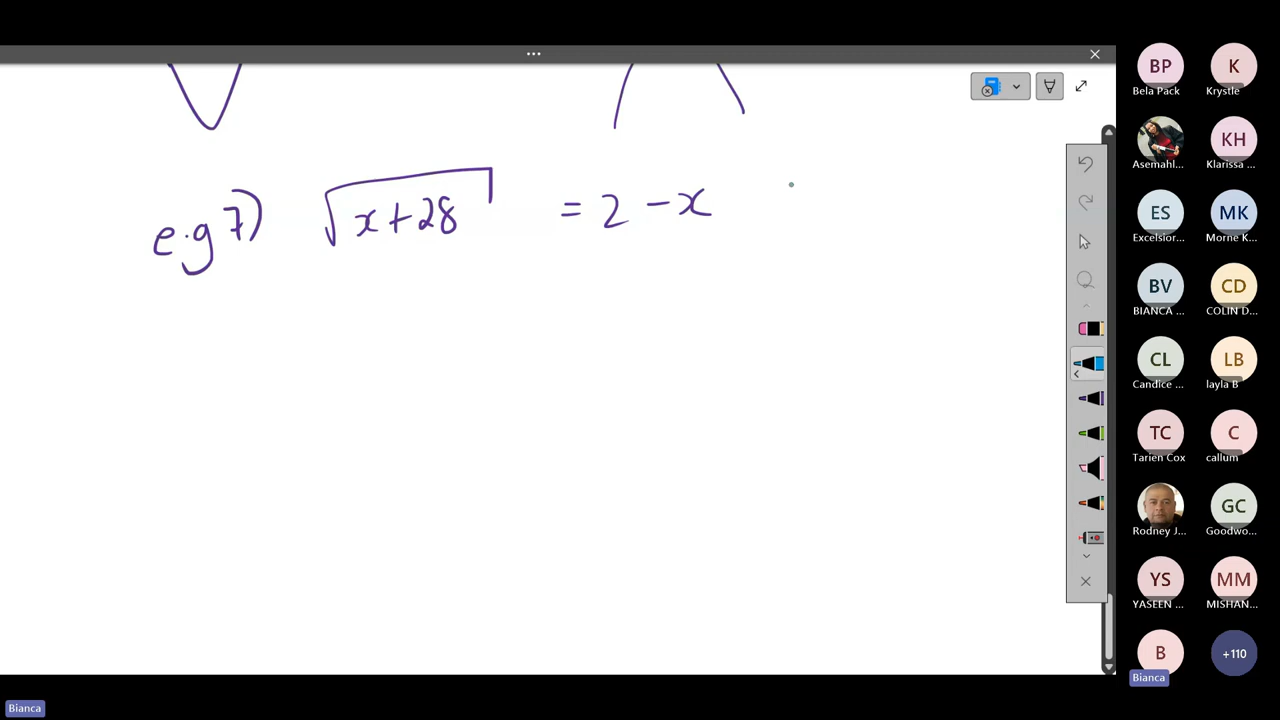 e.g 7) √x+28 = 2 - x
BP K
Bela Pack Krystle
KH
Asemahl... Klarissa ...
ES MK
Excelsior... Morne K...
BV CD
BIANCA ... COLIN D...
CL LB
Candice ... layla B
TC C
Tarien Cox callum
GC
Rodney J... Goodwo...
YS MM
YASEEN ... MISHAN...
B +110
Bianca
Bianca